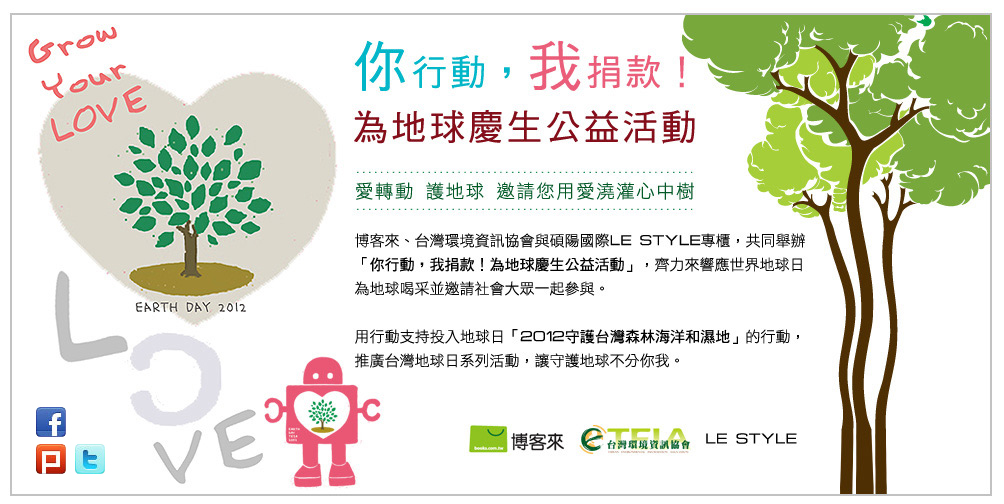 Grow
Your
LOVE
EARTH DAY 2012
LOVE
你行動，我捐款！
為地球慶生公益活動
愛轉動 護地球 邀請您用愛澆灌心中樹
博客來、台灣環境資訊協會與碩陽國際LE STYLE專櫃，共同舉辦
「你行動，我捐款！為地球慶生公益活動」，齊力來響應世界地球日
為地球喝采並邀請社會大眾一起參與。
用行動支持投入地球日「2012守護台灣森林海洋和濕地」的行動，
推廣台灣地球日系列活動，讓守護地球不分你我。
books.com.tw 博客來
TEIA
台灣環境資訊協會
LE STYLE